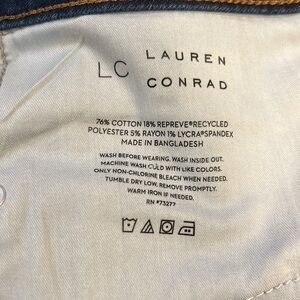 LC LAUREN
CONRAD
76% COTTON 18% REPREVE®RECYCLED
POLYESTER 5% RAYON 1% LYCRA®SPANDEX
MADE IN BANGLADESH
WASH BEFORE WEARING. WASH INSIDE OUT.
MACHINE WASH COLD WITH LIKE COLORS.
ONLY NON-CHLORINE BLEACH WHEN NEEDED.
TUMBLE DRY LOW. REMOVE PROMPTLY.
WARM IRON IF NEEDED.
RN #73277